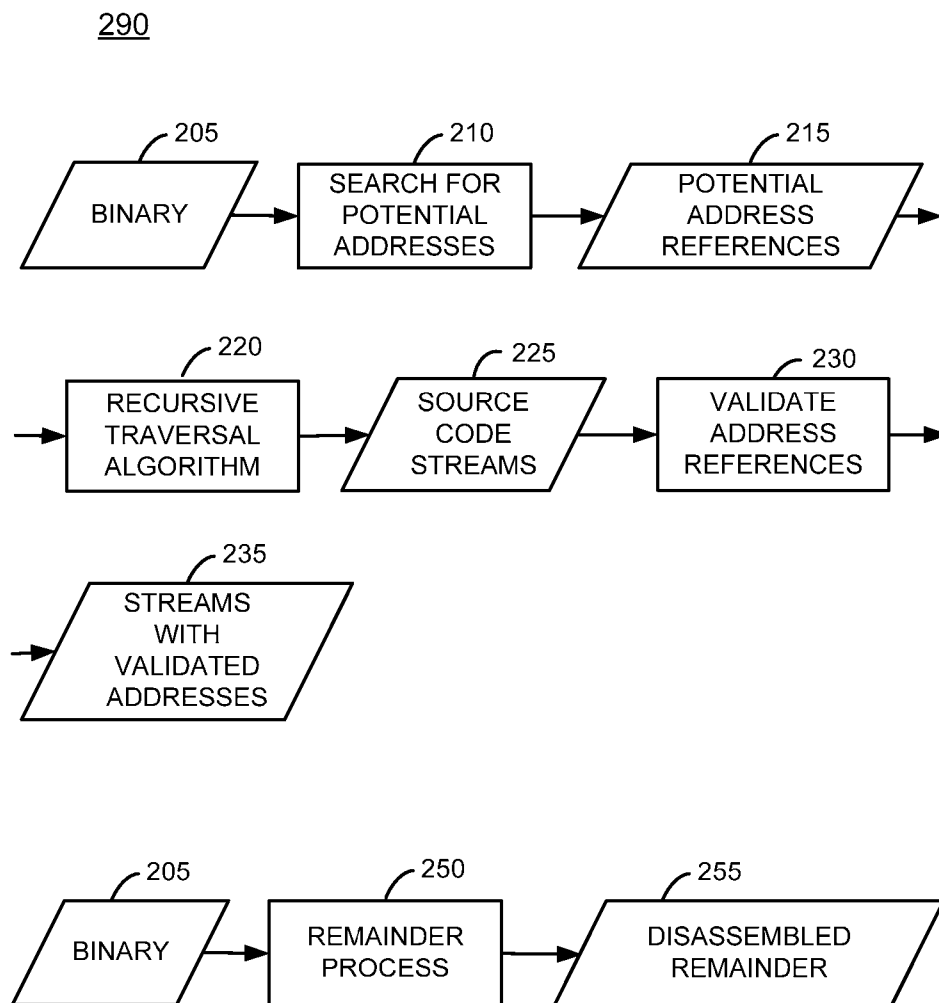 290
205
210
215
BINARY
SEARCH FOR
POTENTIAL
ADDRESSES
POTENTIAL
ADDRESS
REFERENCES
220
225
230
RECURSIVE
TRAVERSAL
ALGORITHM
SOURCE
CODE
STREAMS
VALIDATE
ADDRESS
REFERENCES
235
STREAMS
WITH
VALIDATED
ADDRESSES
205
250
255
BINARY
REMAINDER
PROCESS
DISASSEMBLED
REMAINDER